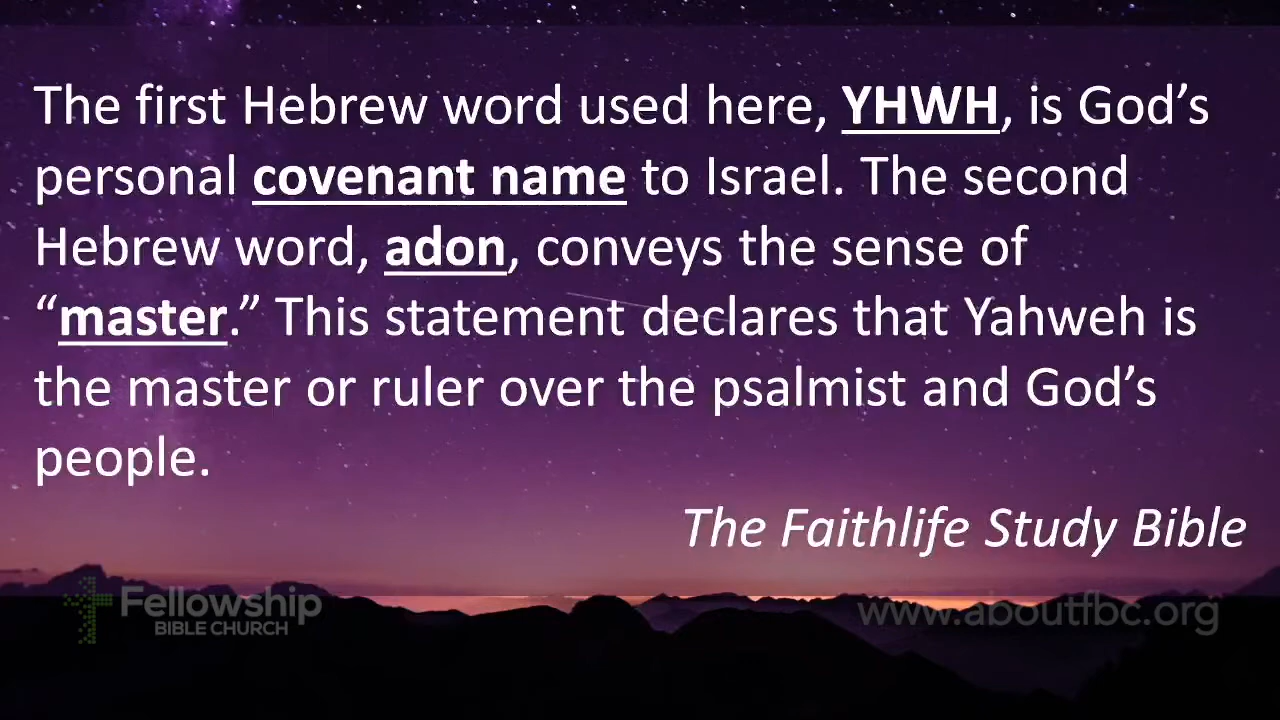 The first Hebrew word used here, YHWH, is God’s
personal covenant name to Israel. The second
Hebrew word, adon, conveys the sense of
“master.” This statement declares that Yahweh is
the master or ruler over the psalmist and God’s
people.
The Faithlife Study Bible
Fellowship
BIBLE CHURCH
www.aboutfbc.org